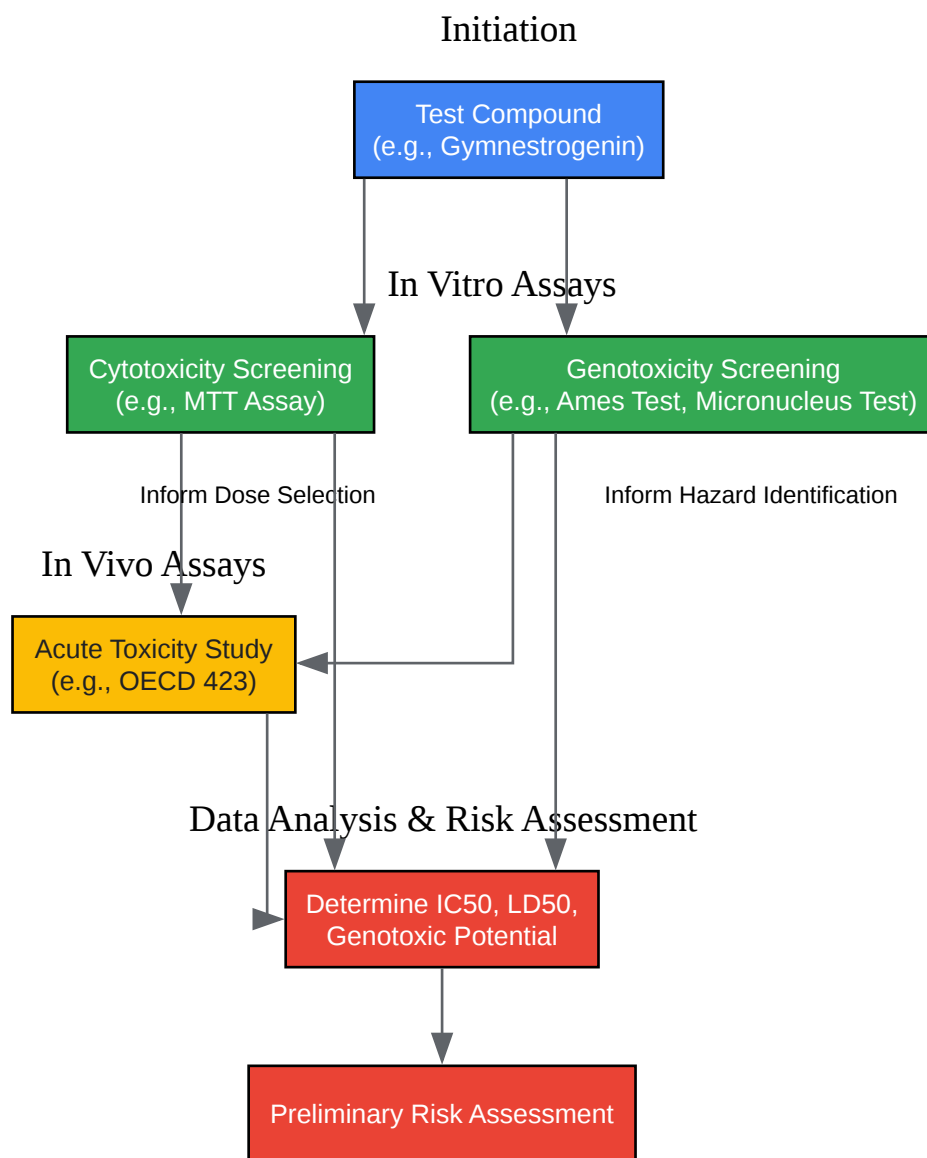 Initiation
Test Compound
(e.g., Gymnestrogenin)
In Vitro Assays
Cytotoxicity Screening
(e.g., MTT Assay)
Genotoxicity Screening
(e.g., Ames Test, Micronucleus Test)
Inform Dose Selection
Inform Hazard Identification
In Vivo Assays
Acute Toxicity Study
(e.g., OECD 423)
Data Analysis & Risk Assessment
Determine IC50, LD50,
Genotoxic Potential
Preliminary Risk Assessment